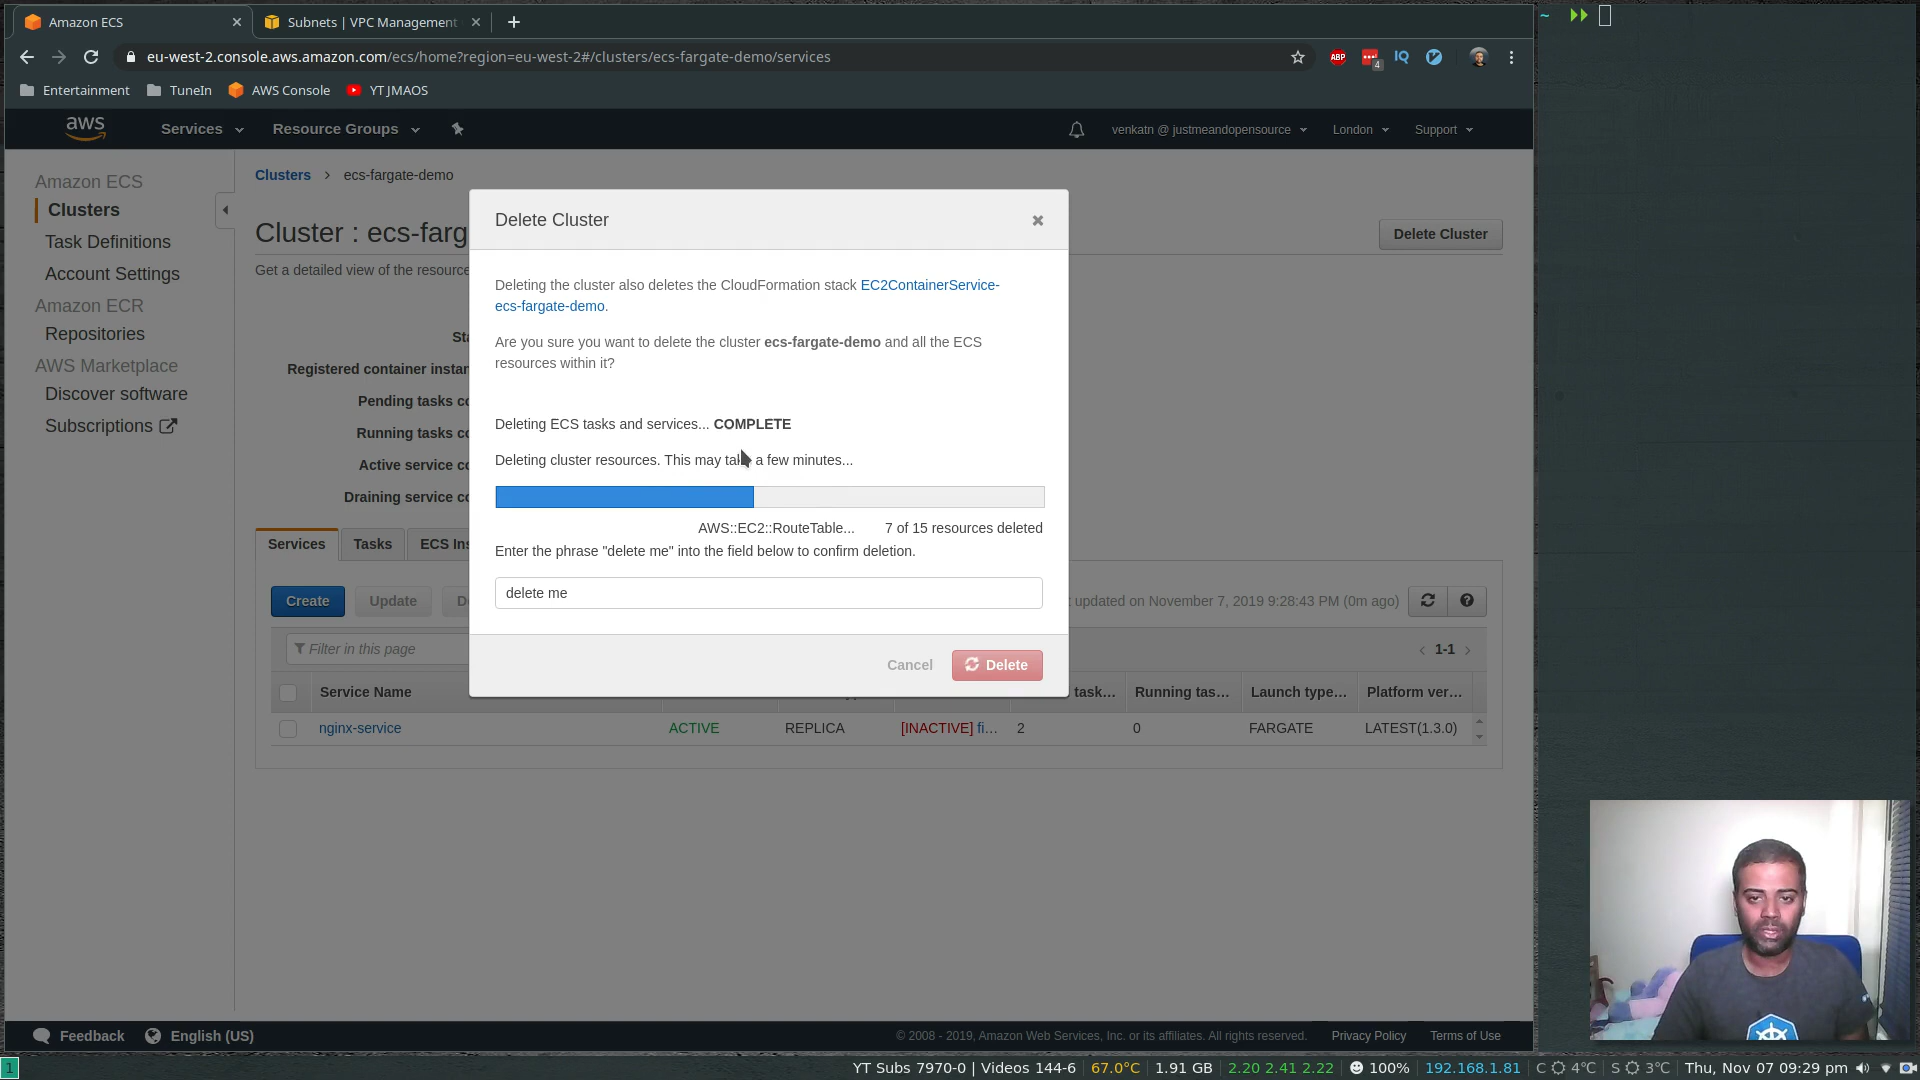 Amazon ECS
Subnets | VPC Management
~
eu-west-2.console.aws.amazon.com/ecs/home?region=eu-west-2#/clusters/ecs-fargate-demo/services
ABP
4
IQ
Entertainment
TuneIn
AWS Console
YT JMAOS
aws
Services
Resource Groups
venkatn @ justmeandopensource
London
Support
Amazon ECS
Clusters
Task Definitions
Account Settings
Amazon ECR
Repositories
AWS Marketplace
Discover software
Subscriptions
Clusters > ecs-fargate-demo
Cluster : ecs-farg
Delete Cluster
Get a detailed view of the resource
Sta
Registered container instan
Pending tasks co
Running tasks co
Active service co
Draining service co
Services
Tasks
ECS Ins
Create
Update
De
t updated on November 7, 2019 9:28:43 PM (0m ago)
Filter in this page
1-1
Service Name
task...
Running tas...
Launch type...
Platform ver...
nginx-service
ACTIVE
REPLICA
[INACTIVE] fi...
2
0
FARGATE
LATEST(1.3.0)
Delete Cluster
Deleting the cluster also deletes the CloudFormation stack EC2ContainerService-
ecs-fargate-demo.
Are you sure you want to delete the cluster ecs-fargate-demo and all the ECS
resources within it?
Deleting ECS tasks and services... COMPLETE
Deleting cluster resources. This may take a few minutes...
AWS::EC2::RouteTable... 7 of 15 resources deleted
Enter the phrase "delete me" into the field below to confirm deletion.
delete me
Cancel
Delete
Feedback
English (US)
© 2008 - 2019, Amazon Web Services, Inc. or its affiliates. All rights reserved.
Privacy Policy
Terms of Use
1
YT Subs 7970-0 | Videos 144-6 | 67.0°C | 1.91 GB | 2.20 2.41 2.22 | 100% | 192.168.1.81 | C 4°C | S 3°C | Thu, Nov 07 09:29 pm